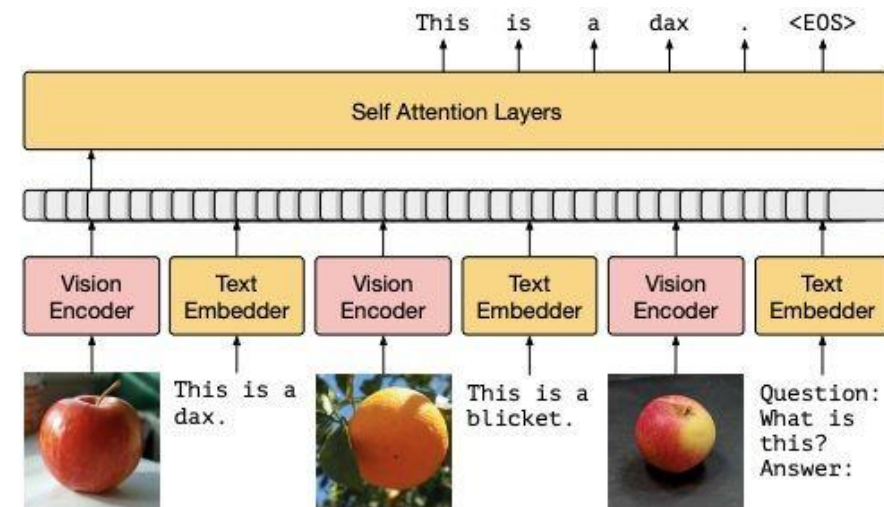 This is a dax . <EOS>
Self Attention Layers
Vision
Encoder
Text
Embedder
Vision
Encoder
Text
Embedder
Vision
Encoder
Text
Embedder
This is a
dax.
This is a
blicket.
Question:
What is
this?
Answer: